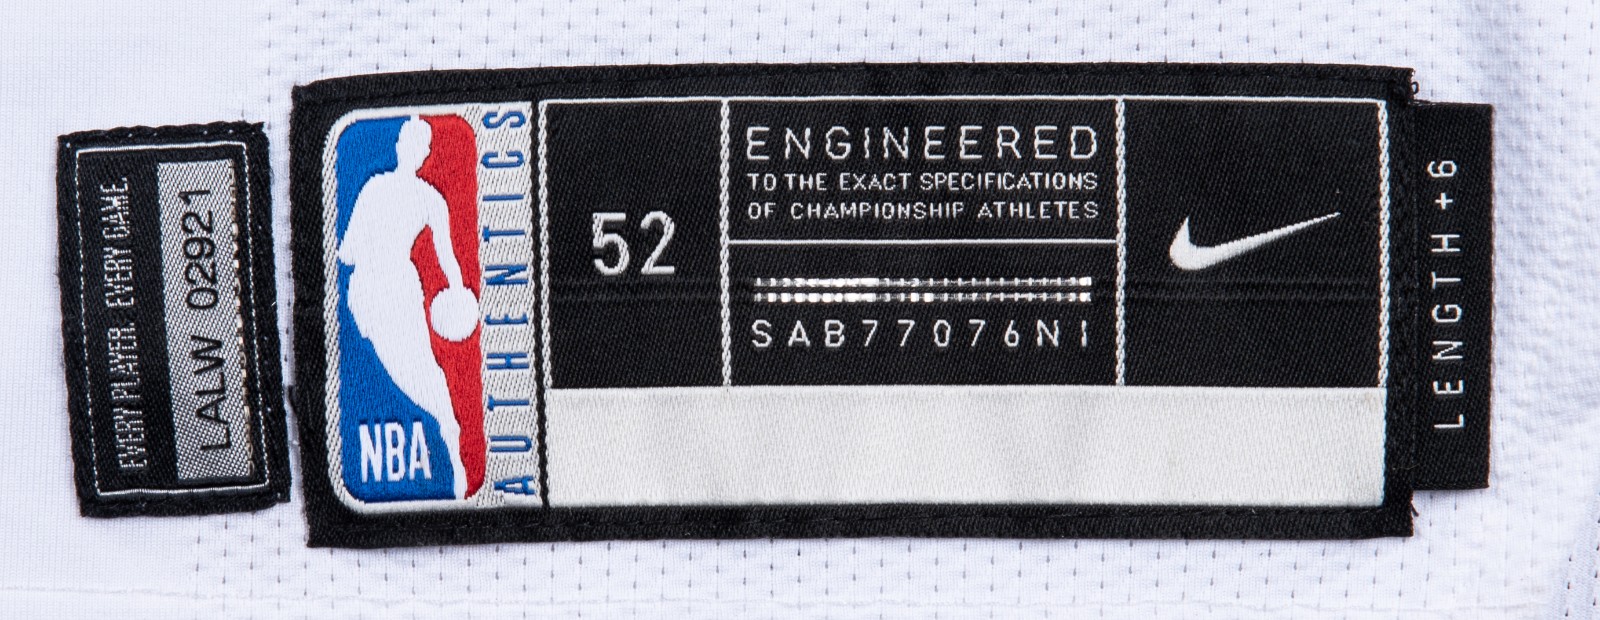 EVERY PLAYER. EVERY GAME.
LALW 02921
NBA
AUTHENTICS
52
ENGINEERED
TO THE EXACT SPECIFICATIONS
OF CHAMPIONSHIP ATHLETES
SAB77076NI
LENGTH +6